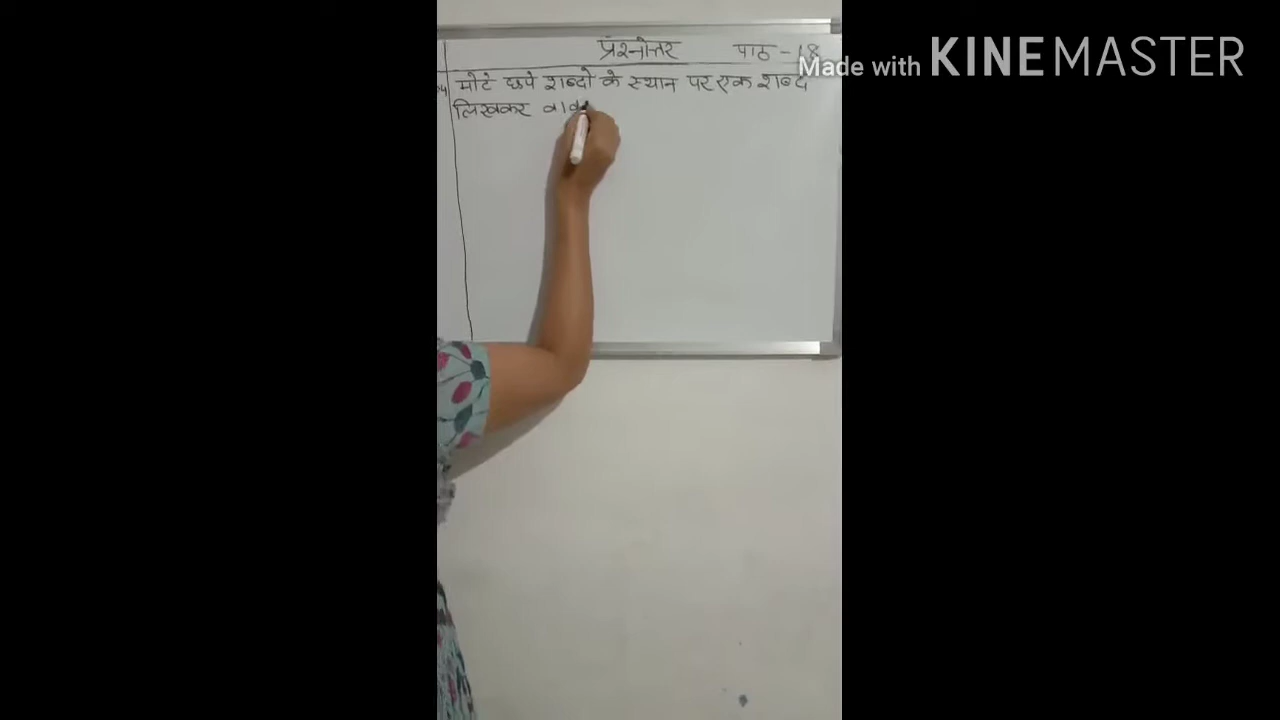 प्रश्नोत्तर पाठ - 18
Made with KINEMASTER
मोटे छपे शब्दों के स्थान पर एक शब्द
लिखकर